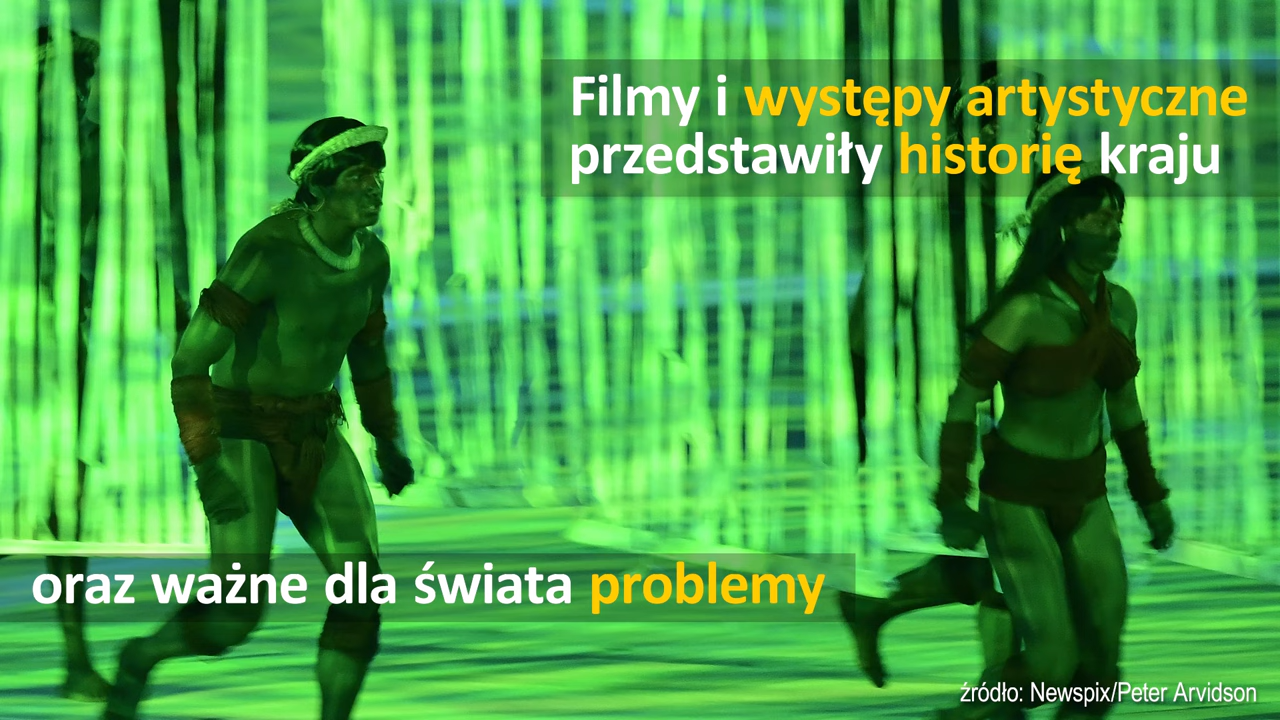 Filmy i występy artystyczne
przedstawiły historię kraju
oraz ważne dla świata problemy
źródło: Newspix/Peter Arvidson